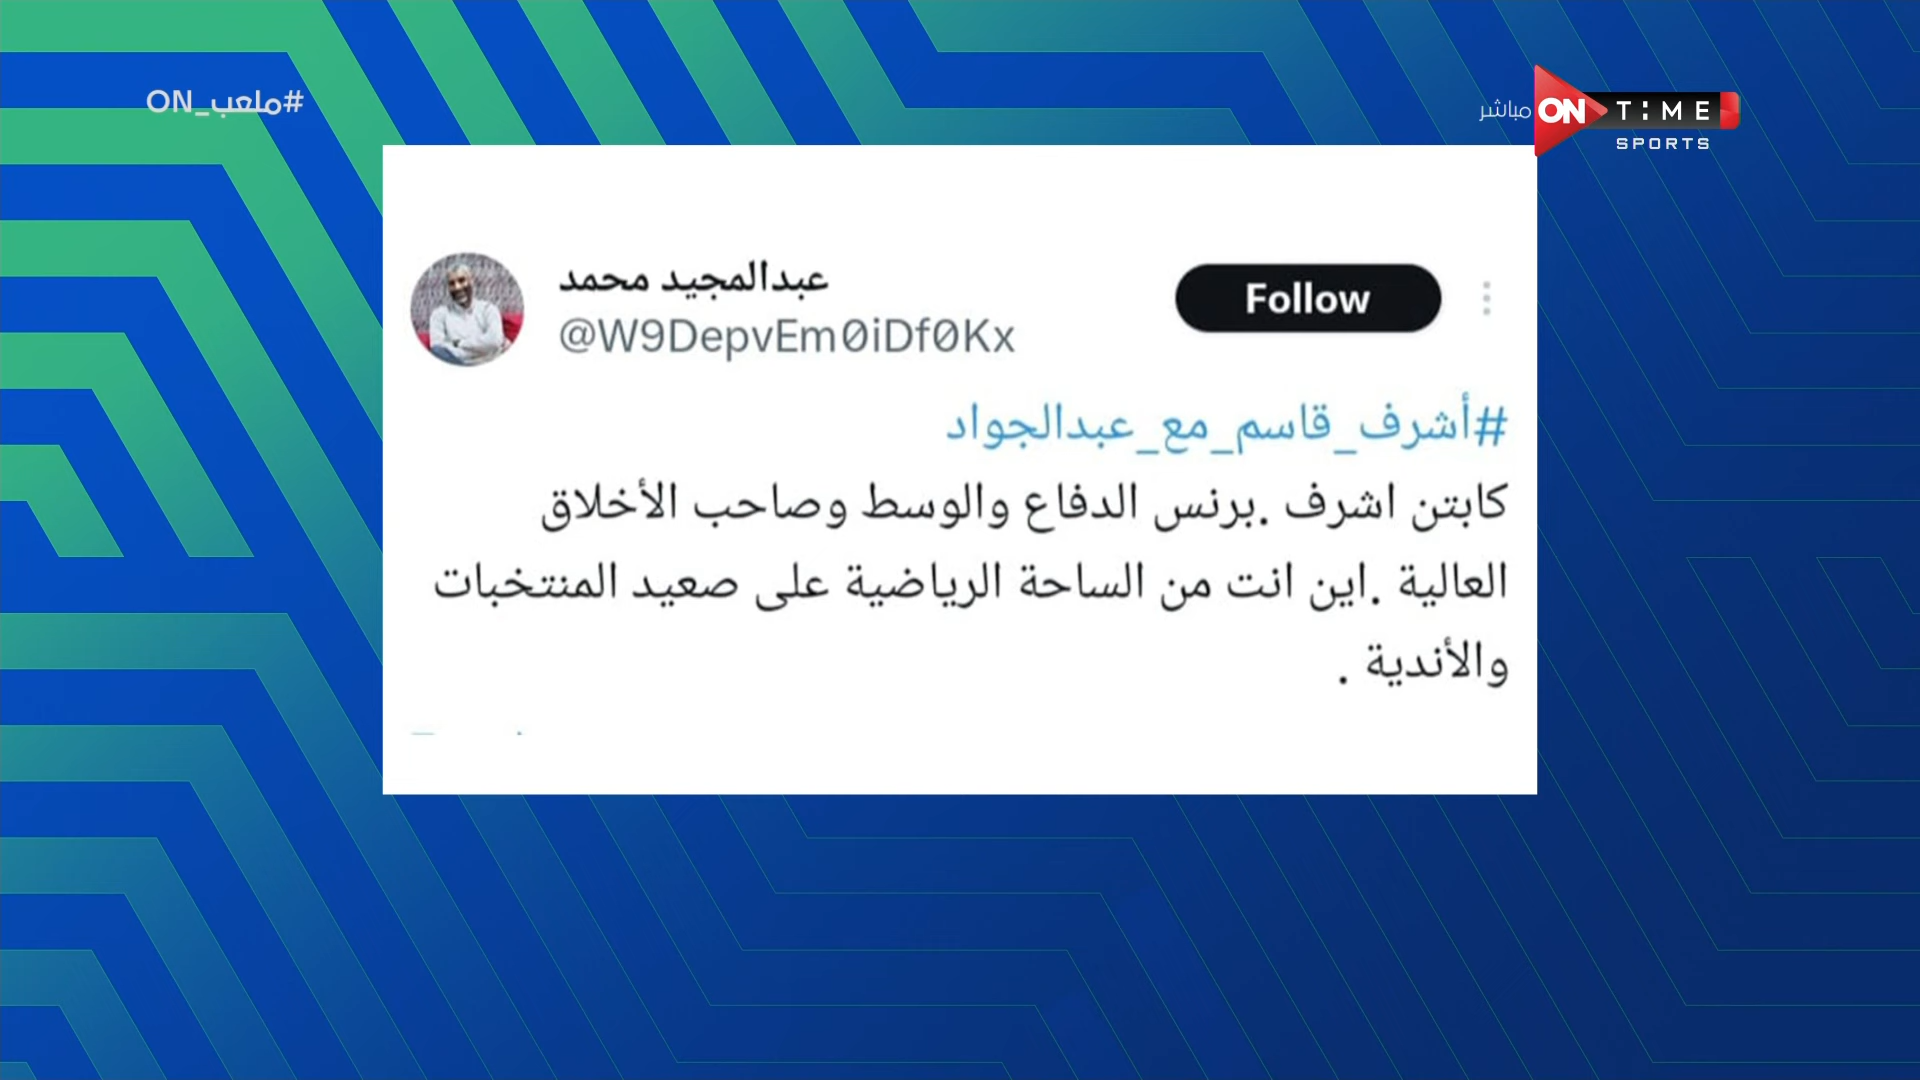 #ملعب_ON
مباشر
ON TIME
SPORTS
عبدالمجيد محمد
@W9DepvEm0iDf0Kx
Follow
#أشرف_قاسم_مع_عبدالجواد
كابتن اشرف .برنس الدفاع والوسط وصاحب الأخلاق
العالية .اين انت من الساحة الرياضية على صعيد المنتخبات
والأندية .